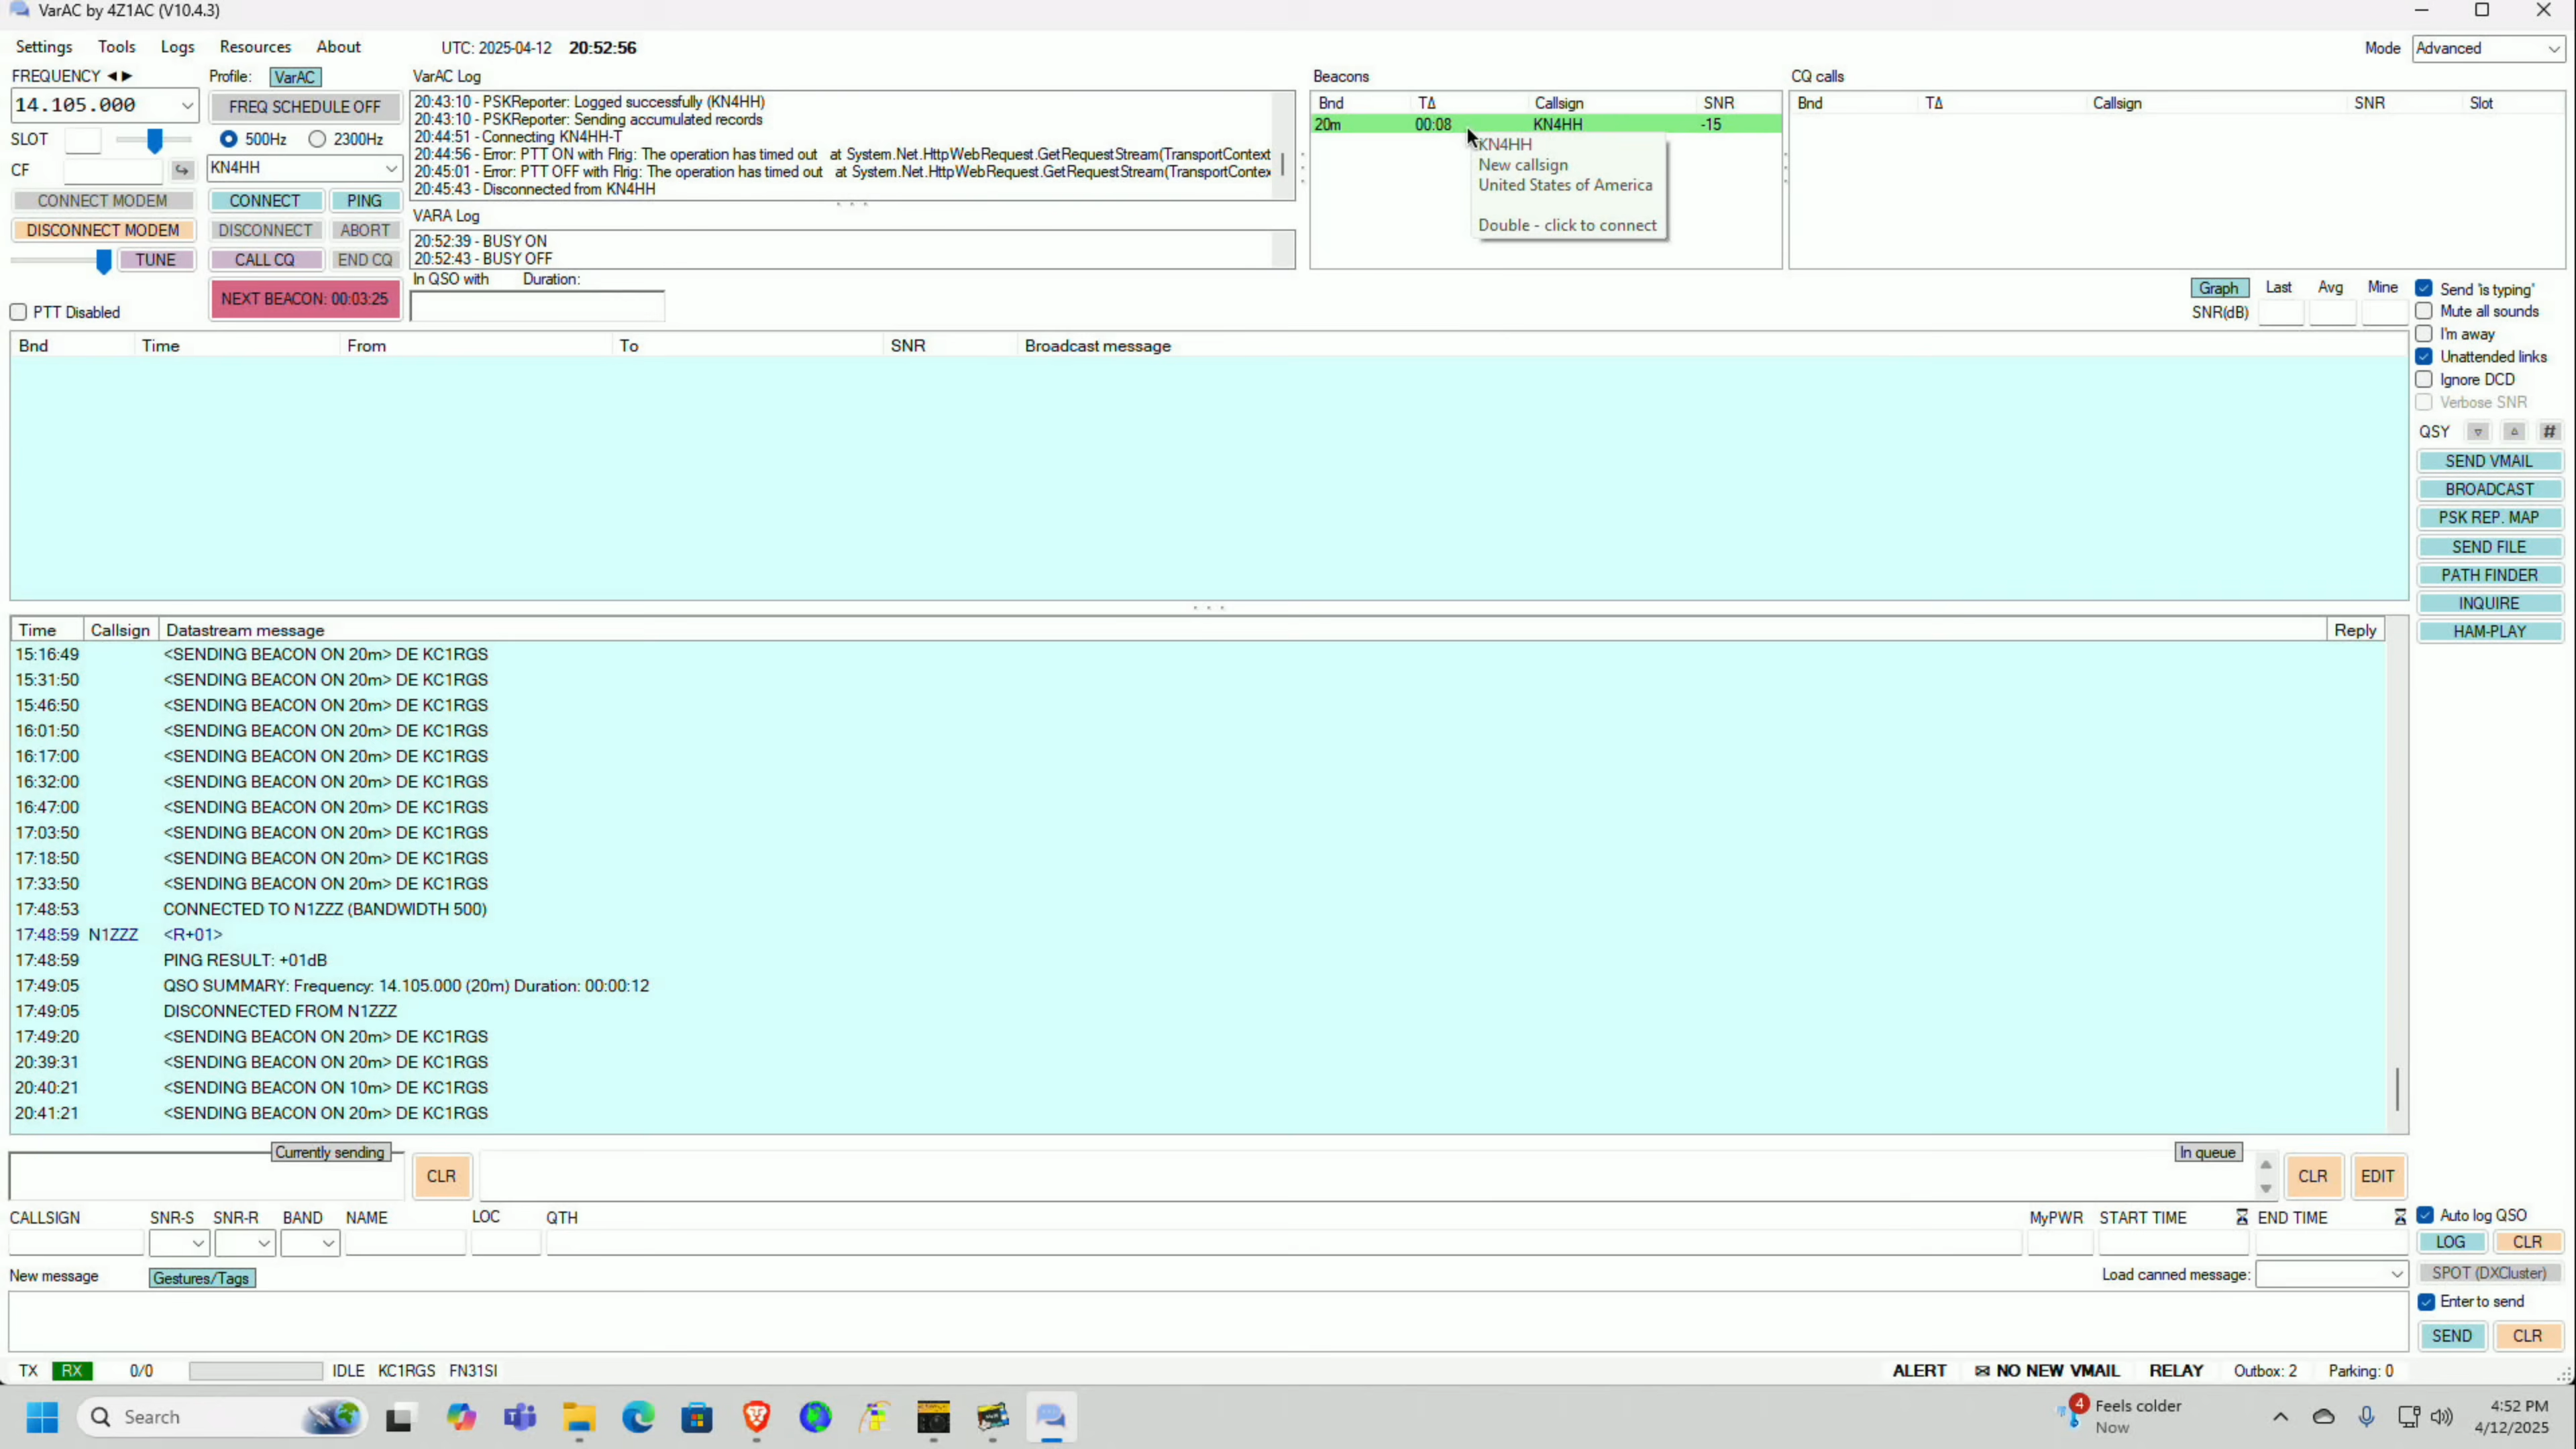 VarAC by 4Z1AC (V10.4.3)
Settings Tools Logs Resources About UTC: 2025-04-12 20:52:56 Mode Advanced
FREQUENCY ◄► Profile: VarAC VarAC Log Beacons CQ calls
14.105.000 FREQ SCHEDULE OFF
SLOT 500Hz 2300Hz
CF KN4HH
CONNECT MODEM CONNECT PING
DISCONNECT MODEM DISCONNECT ABORT
TUNE CALL CQ END CQ
NEXT BEACON: 00:03:25
PTT Disabled
20:43:10 - PSKReporter: Logged successfully (KN4HH)
20:43:10 - PSKReporter: Sending accumulated records
20:44:51 - Connecting KN4HH-T
20:44:56 - Error: PTT ON with Flrig: The operation has timed out at System.Net.HttpWebRequest.GetRequestStream(TransportContext
20:45:01 - Error: PTT OFF with Flrig: The operation has timed out at System.Net.HttpWebRequest.GetRequestStream(TransportContex
20:45:43 - Disconnected from KN4HH
VARA Log
20:52:39 - BUSY ON
20:52:43 - BUSY OFF
In QSO with Duration:
Bnd TΔ Callsign SNR
20m 00:08 KN4HH -15
KN4HH
New callsign
United States of America
Double - click to connect
Bnd TΔ Callsign SNR Slot
Graph Last Avg Mine
SNR(dB)
Send 'is typing'
Mute all sounds
I'm away
Unattended links
Ignore DCD
Verbose SNR
QSY #
SEND VMAIL
BROADCAST
PSK REP. MAP
SEND FILE
PATH FINDER
INQUIRE
HAM-PLAY
Bnd Time From To SNR Broadcast message
Time Callsign Datastream message Reply
15:16:49 <SENDING BEACON ON 20m> DE KC1RGS
15:31:50 <SENDING BEACON ON 20m> DE KC1RGS
15:46:50 <SENDING BEACON ON 20m> DE KC1RGS
16:01:50 <SENDING BEACON ON 20m> DE KC1RGS
16:17:00 <SENDING BEACON ON 20m> DE KC1RGS
16:32:00 <SENDING BEACON ON 20m> DE KC1RGS
16:47:00 <SENDING BEACON ON 20m> DE KC1RGS
17:03:50 <SENDING BEACON ON 20m> DE KC1RGS
17:18:50 <SENDING BEACON ON 20m> DE KC1RGS
17:33:50 <SENDING BEACON ON 20m> DE KC1RGS
17:48:53 CONNECTED TO N1ZZZ (BANDWIDTH 500)
17:48:59 N1ZZZ <R+01>
17:48:59 PING RESULT: +01dB
17:49:05 QSO SUMMARY: Frequency: 14.105.000 (20m) Duration: 00:00:12
17:49:05 DISCONNECTED FROM N1ZZZ
17:49:20 <SENDING BEACON ON 20m> DE KC1RGS
20:39:31 <SENDING BEACON ON 20m> DE KC1RGS
20:40:21 <SENDING BEACON ON 10m> DE KC1RGS
20:41:21 <SENDING BEACON ON 20m> DE KC1RGS
Currently sending In queue
CLR CLR EDIT
CALLSIGN SNR-S SNR-R BAND NAME LOC QTH MyPWR START TIME END TIME Auto log QSO
LOG CLR
New message Gestures/Tags Load canned message: SPOT (DXCluster)
Enter to send
SEND CLR
TX RX 0/0 IDLE KC1RGS FN31SI ALERT NO NEW VMAIL RELAY Outbox: 2 Parking: 0
Search 4 Feels colder 4:52 PM
Now 4/12/2025